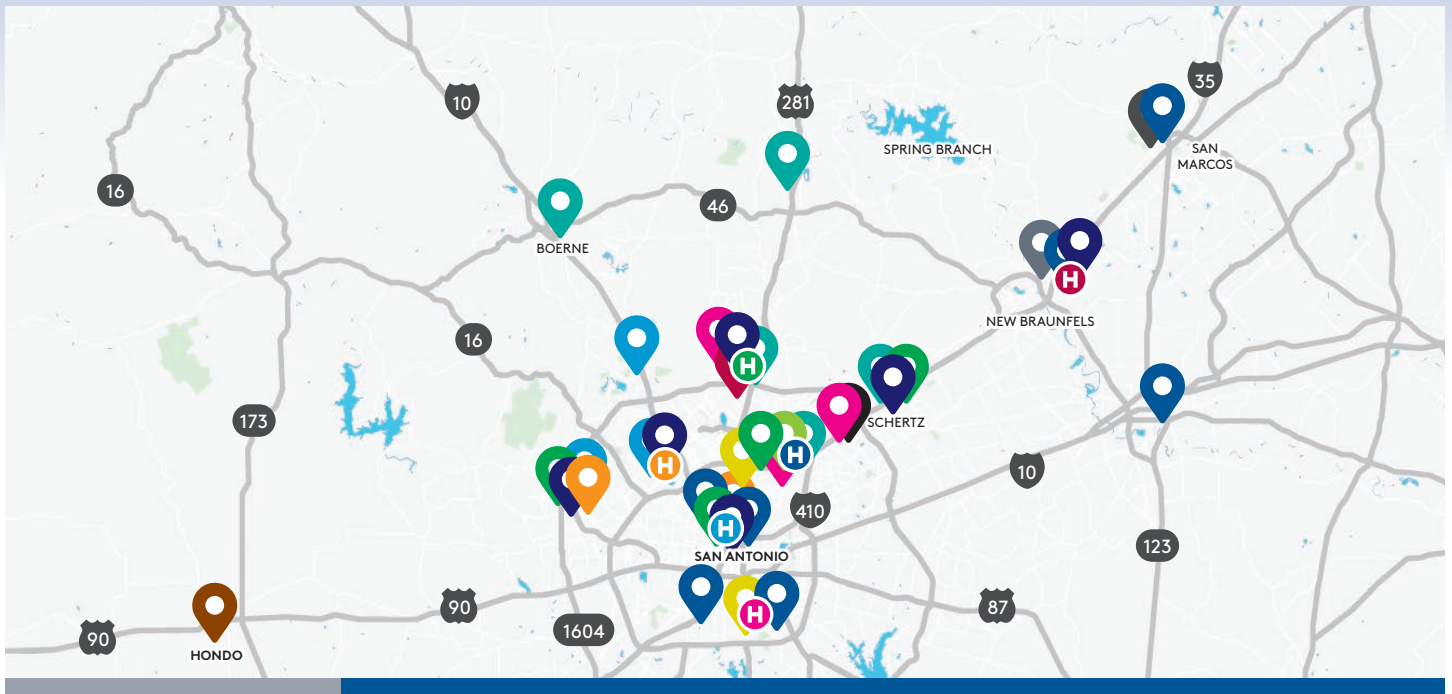 35
10
281
SPRING BRANCH
SAN
MARCOS
16
46
BOERNE
H
NEW BRAUNFELS
16
H
173
SCHERTZ
H
H
10
410
H
SAN ANTONIO
123
90
87
H
1604
90
HONDO